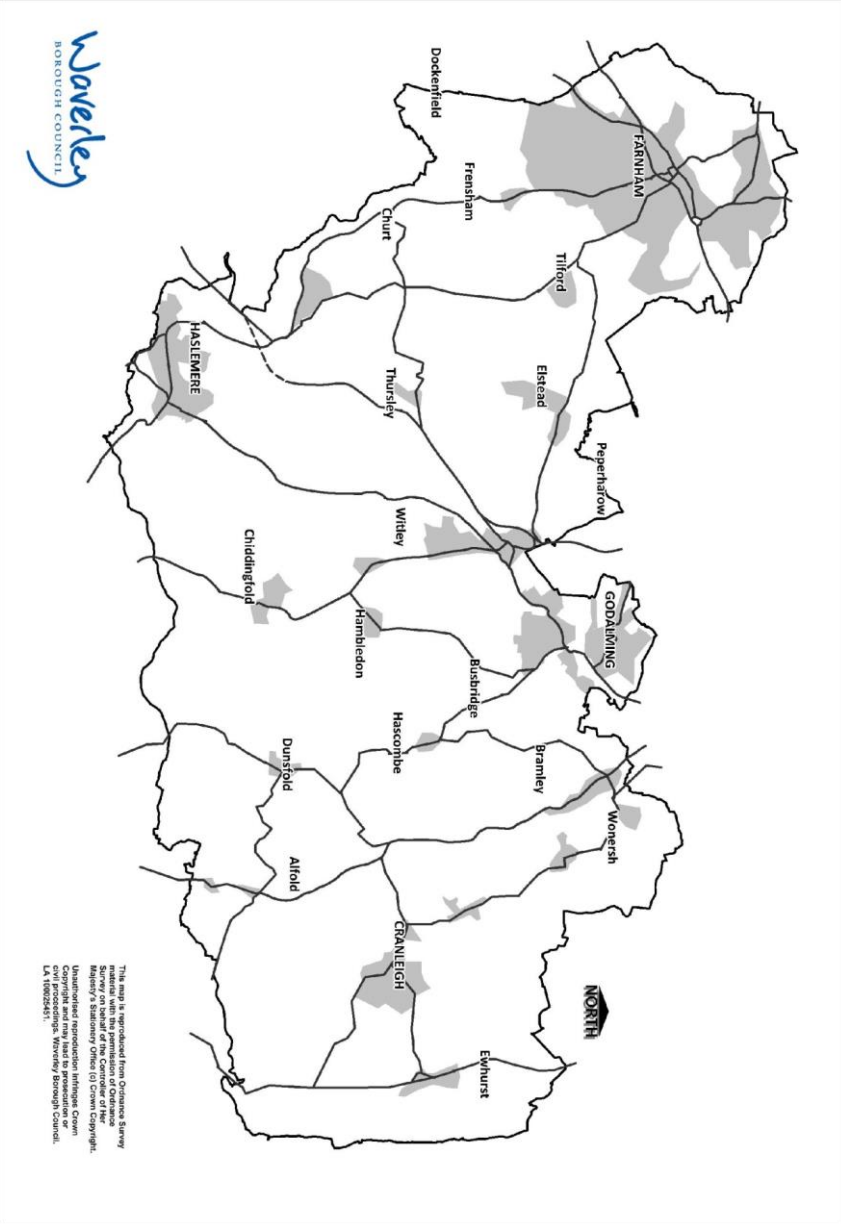 Waverley
BOROUGH COUNCIL
FARNHAM
Dockenfield
Frensham
Churt
Tilford
HASLEMERE
Thursley
Elstead
Peperharow
Witley
Chiddingfold
GODALMING
Hambledon
Busbridge
Hascombe
Dunsfold
Bramley
Wonersh
Alfold
CRANLEIGH
Ewhurst
NORTH
This map is reproduced from Ordnance Survey
material with the permission of Ordnance
Survey on behalf of the Controller of Her
Majesty's Stationery Office (c) Crown Copyright.
Unauthorised reproduction infringes Crown
Copyright and may lead to prosecution or
civil proceedings. Waverley Borough Council.
LA 100025451.